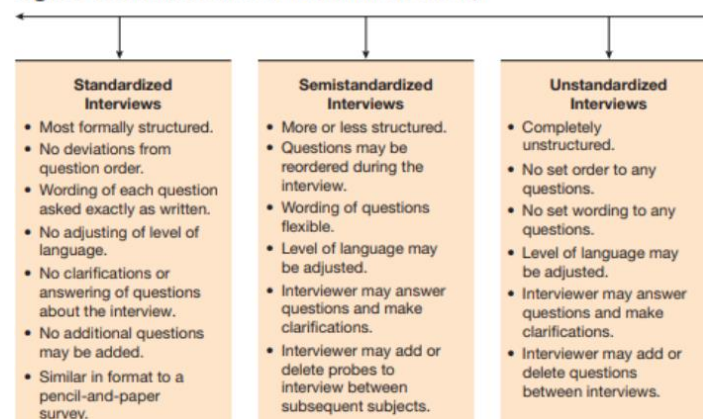 Standardized
Interviews
• Most formally structured.
• No deviations from
question order.
• Wording of each question
asked exactly as written.
• No adjusting of level of
language.
• No clarifications or
answering of questions
about the interview.
• No additional questions
may be added.
• Similar in format to a
pencil-and-paper
survey.
Semistandardized
Interviews
• More or less structured.
• Questions may be
reordered during the
interview.
• Wording of questions
flexible.
• Level of language may
be adjusted.
• Interviewer may answer
questions and make
clarifications.
• Interviewer may add or
delete probes to
interview between
subsequent subjects.
Unstandardized
Interviews
• Completely
unstructured.
• No set order to any
questions.
• No set wording to any
questions.
• Level of language may
be adjusted.
• Interviewer may answer
questions and make
clarifications.
• Interviewer may add or
delete questions
between interviews.